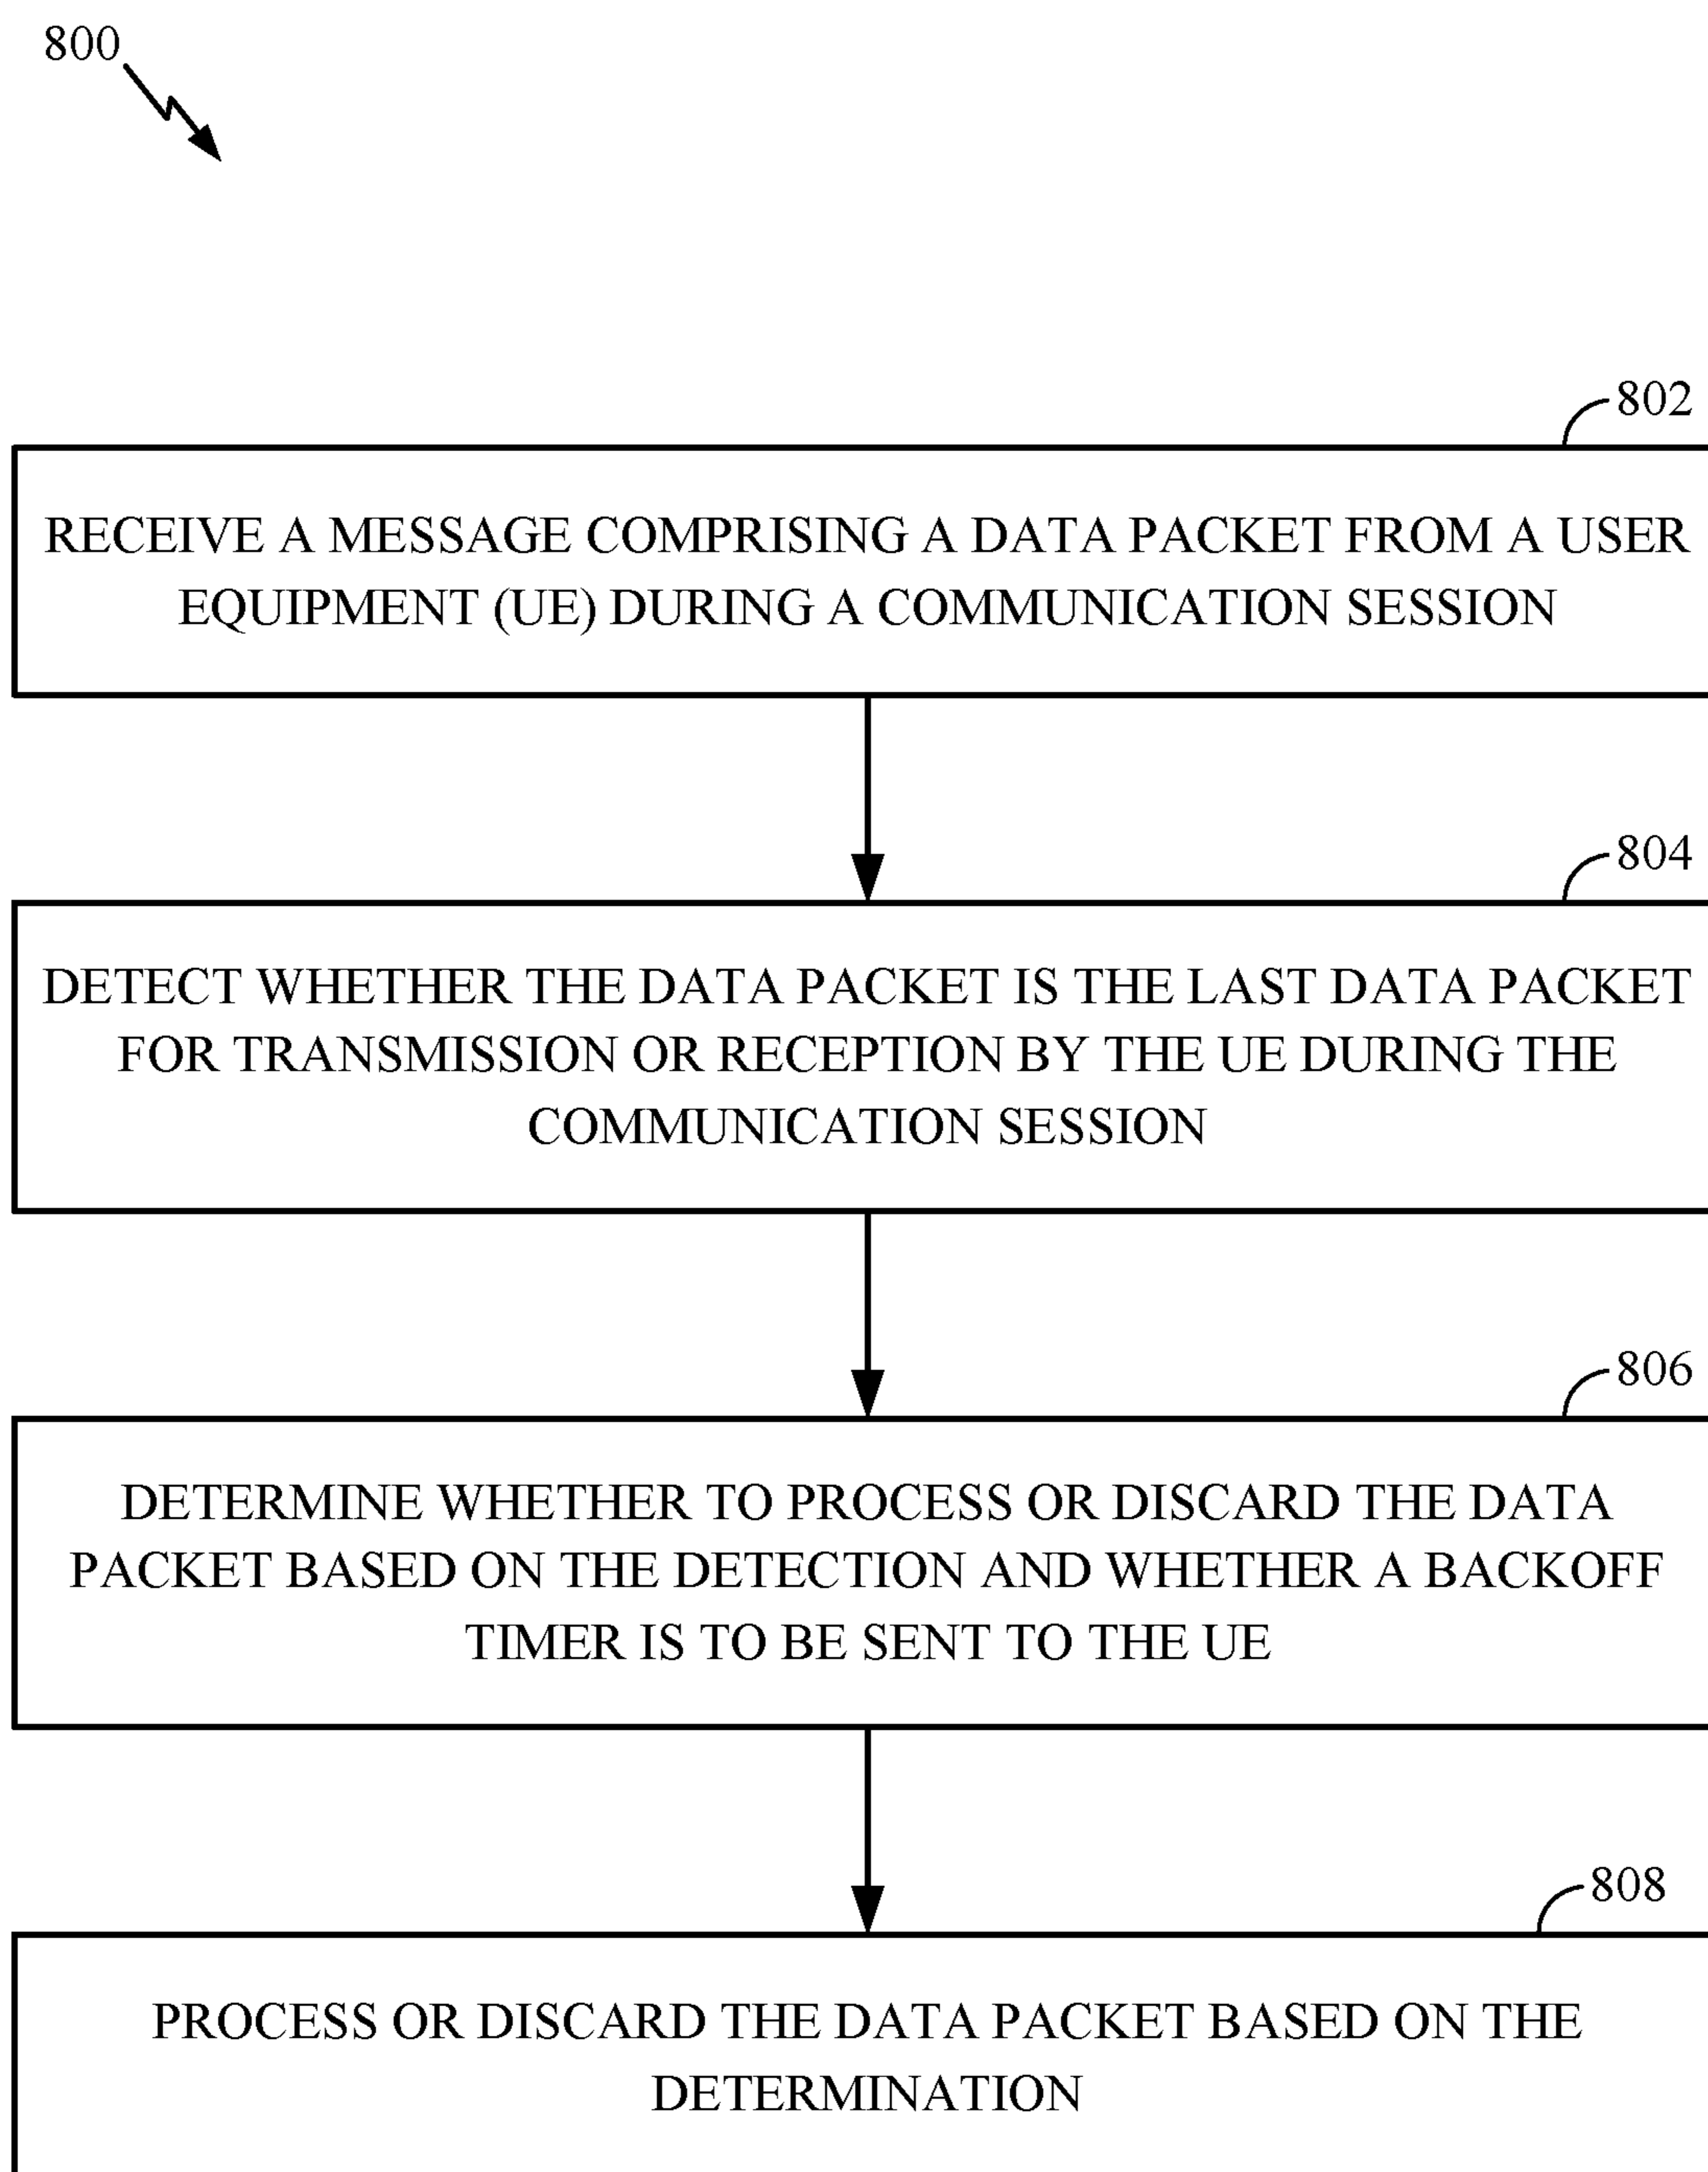 800
802
RECEIVE A MESSAGE COMPRISING A DATA PACKET FROM A USER
EQUIPMENT (UE) DURING A COMMUNICATION SESSION
804
DETECT WHETHER THE DATA PACKET IS THE LAST DATA PACKET
FOR TRANSMISSION OR RECEPTION BY THE UE DURING THE
COMMUNICATION SESSION
806
DETERMINE WHETHER TO PROCESS OR DISCARD THE DATA
PACKET BASED ON THE DETECTION AND WHETHER A BACKOFF
TIMER IS TO BE SENT TO THE UE
808
PROCESS OR DISCARD THE DATA PACKET BASED ON THE
DETERMINATION